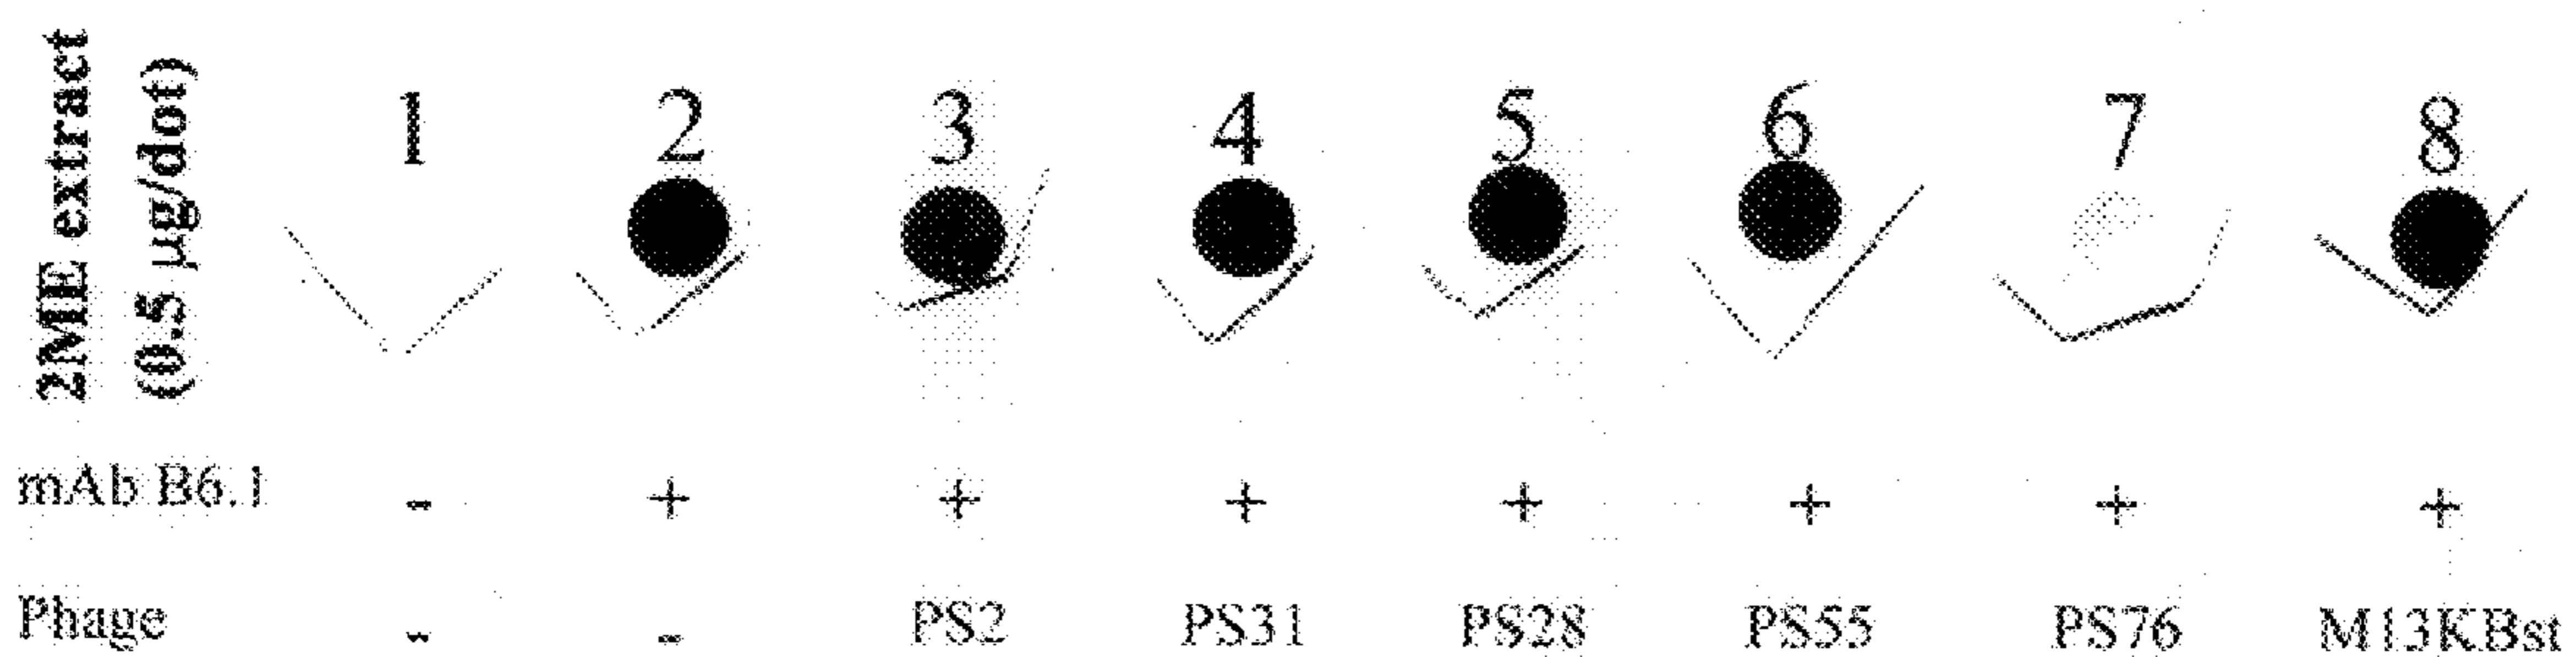 2ME extract
(0.5 µg/dot)
1 2 3 4 5 6 7 8
mAb B6.1 - + + + + + + +
Phage - - PS2 PS31 PS28 PS55 PS76 M13KBst